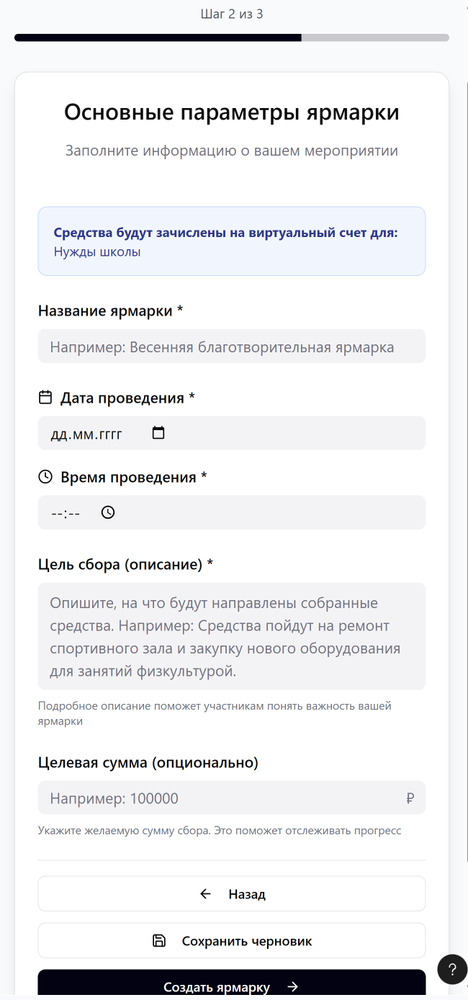 Шаг 2 из 3
Основные параметры ярмарки
Заполните информацию о вашем мероприятии
Средства будут зачислены на виртуальный счет для:
Нужды школы
Название ярмарки *
Например: Весенняя благотворительная ярмарка
Дата проведения *
дд.мм.гггг
Время проведения *
--:--
Цель сбора (описание) *
Опишите, на что будут направлены собранные
средства. Например: Средства пойдут на ремонт
спортивного зала и закупку нового оборудования
для занятий физкультурой.
Подробное описание поможет участникам понять важность вашей
ярмарки
Целевая сумма (опционально)
Например: 100000 ₽
Укажите желаемую сумму сбора. Это поможет отслеживать прогресс
Назад
Сохранить черновик
?
Создать ярмарку